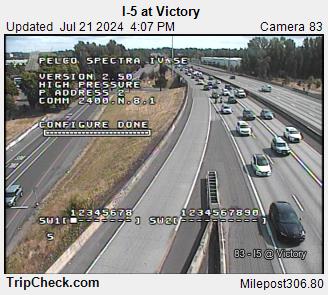 I-5 at Victory
Updated Jul 21 2024 4:07 PM Camera 83
PELCO SPECTRA IV SE
VERSION 2.50
HIGH PRESSURE
P ADDRESS 2
COMM 2400.N.8.1
CONFIGURE DONE
12345678 1234567890
SW1[ SW2[
S
83 - I5 @ Victory
TripCheck.com Milepost306.80